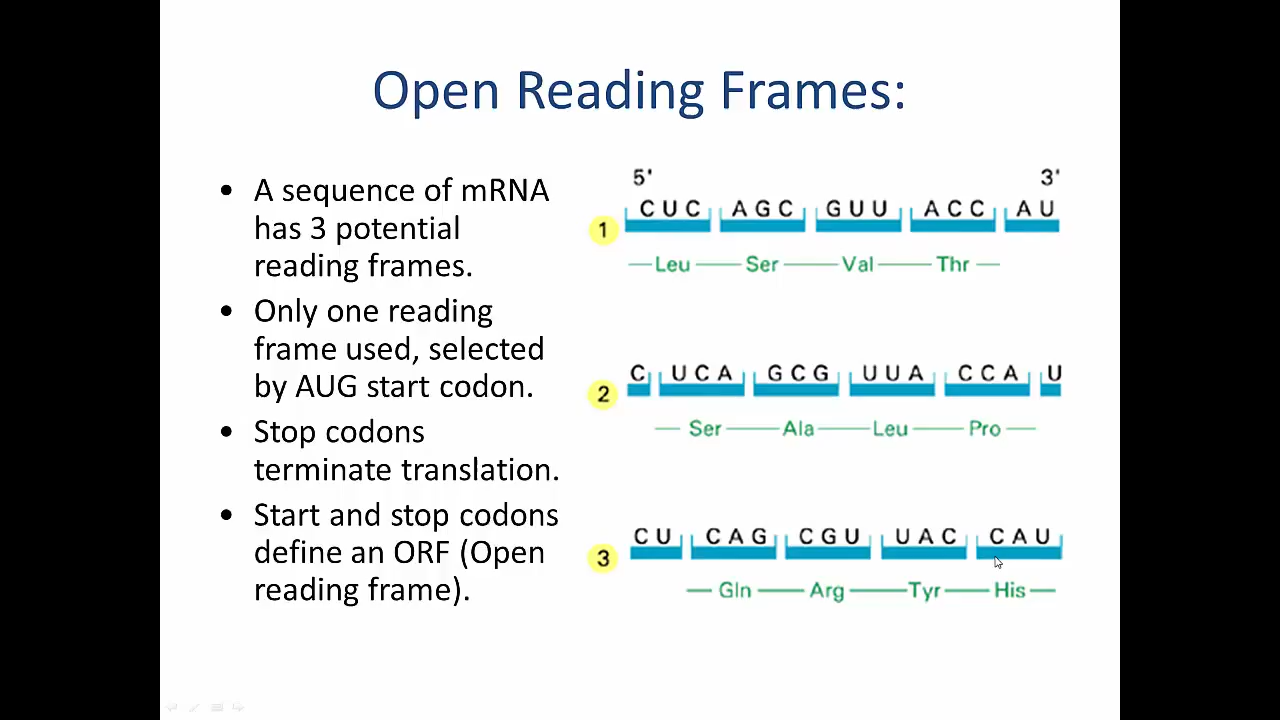 Open Reading Frames:
• A sequence of mRNA
has 3 potential
reading frames.
• Only one reading
frame used, selected
by AUG start codon.
• Stop codons
terminate translation.
• Start and stop codons
define an ORF (Open
reading frame).
5' 3'
1 CUC AGC GUU ACC AU
Leu Ser Val Thr
2 C UCA GCG UUA CCA U
Ser Ala Leu Pro
3 CU CAG CGU UAC CAU
Gln Arg Tyr His